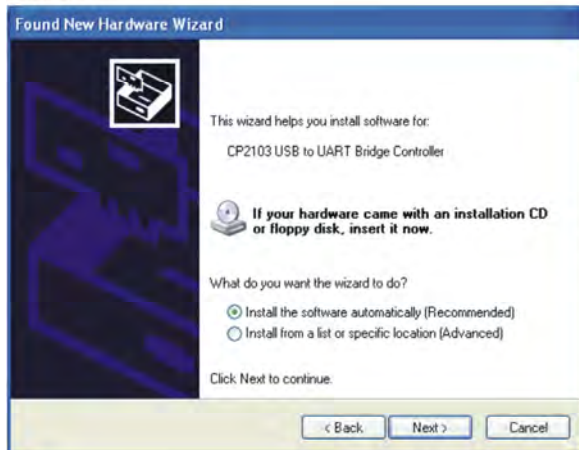 Found New Hardware Wizard
This wizard helps you install software for:
CP2103 USB to UART Bridge Controller
If your hardware came with an installation CD
or floppy disk, insert it now.
What do you want the wizard to do?
Install the software automatically (Recommended)
Install from a list or specific location (Advanced)
Click Next to continue.
< Back Next > Cancel